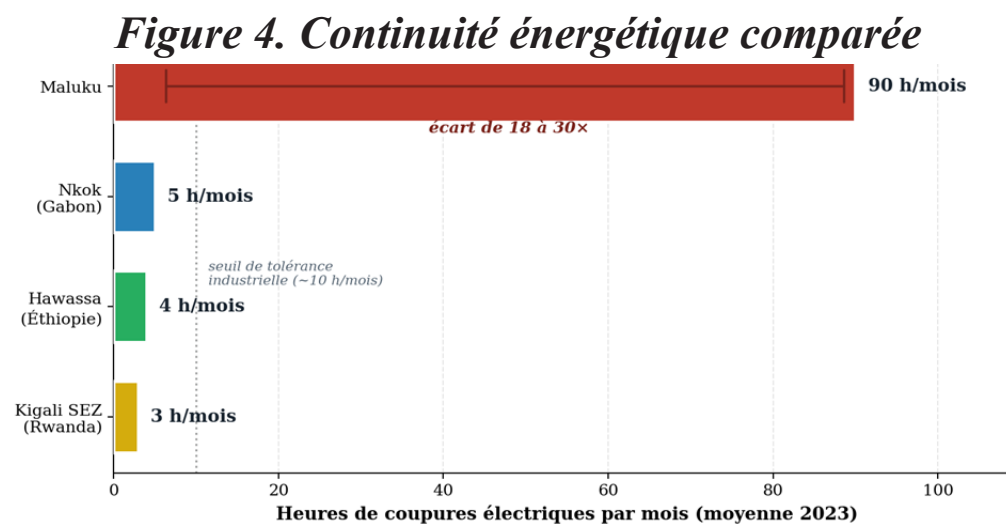 Figure 4. Continuité énergétique comparée
Maluku
90 h/mois
écart de 18 à 30×
Nkok
(Gabon)
5 h/mois
seuil de tolérance
industrielle (~10 h/mois)
Hawassa
(Éthiopie)
4 h/mois
Kigali SEZ
(Rwanda)
3 h/mois
0 20 40 60 80 100
Heures de coupures électriques par mois (moyenne 2023)